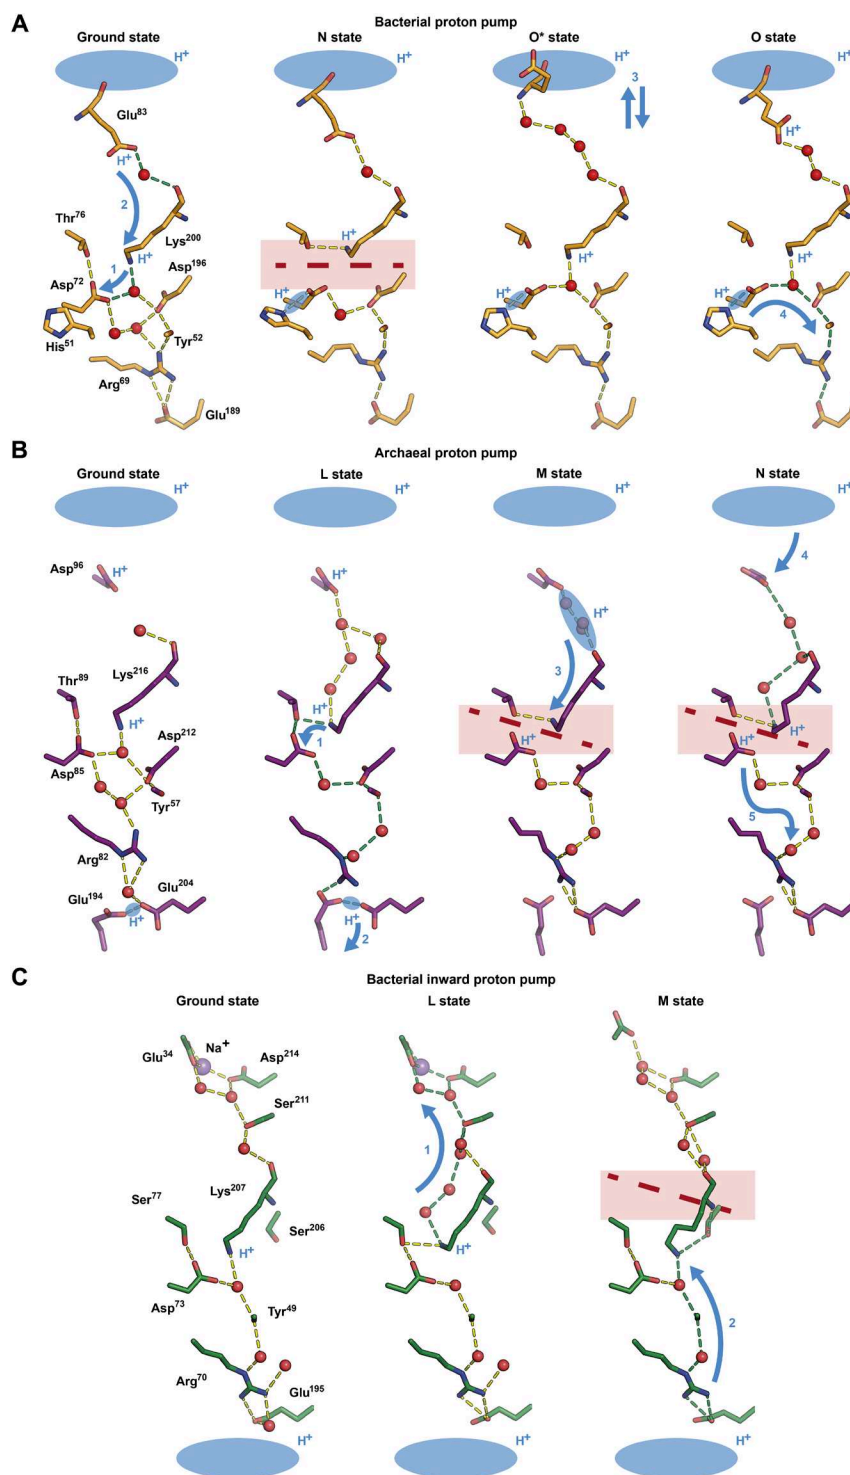 A
Bacterial proton pump
Ground state
N state
O* state
O state
H+
H+
H+
H+
3
Glu83
H+
H+
2
Thr76
Lys200
H+
H+
H+
H+
1
Asp196
Asp72
H+
H+
H+
4
His51
Tyr52
Arg69
Glu189
B
Archaeal proton pump
Ground state
L state
M state
N state
H+
H+
H+
H+
4
Asp96
H+
H+
H+
Thr89
Lys216
3
H+
H+
H+
Asp212
1
H+
H+
Asp85
Tyr57
5
Arg82
Glu194
Glu204
H+
H+
2
C
Bacterial inward proton pump
Ground state
L state
M state
Glu34
Na+
Asp214
Ser211
1
Lys207
Ser77
Ser206
H+
H+
Asp73
Tyr49
2
Arg70
Glu195
H+
H+
H+